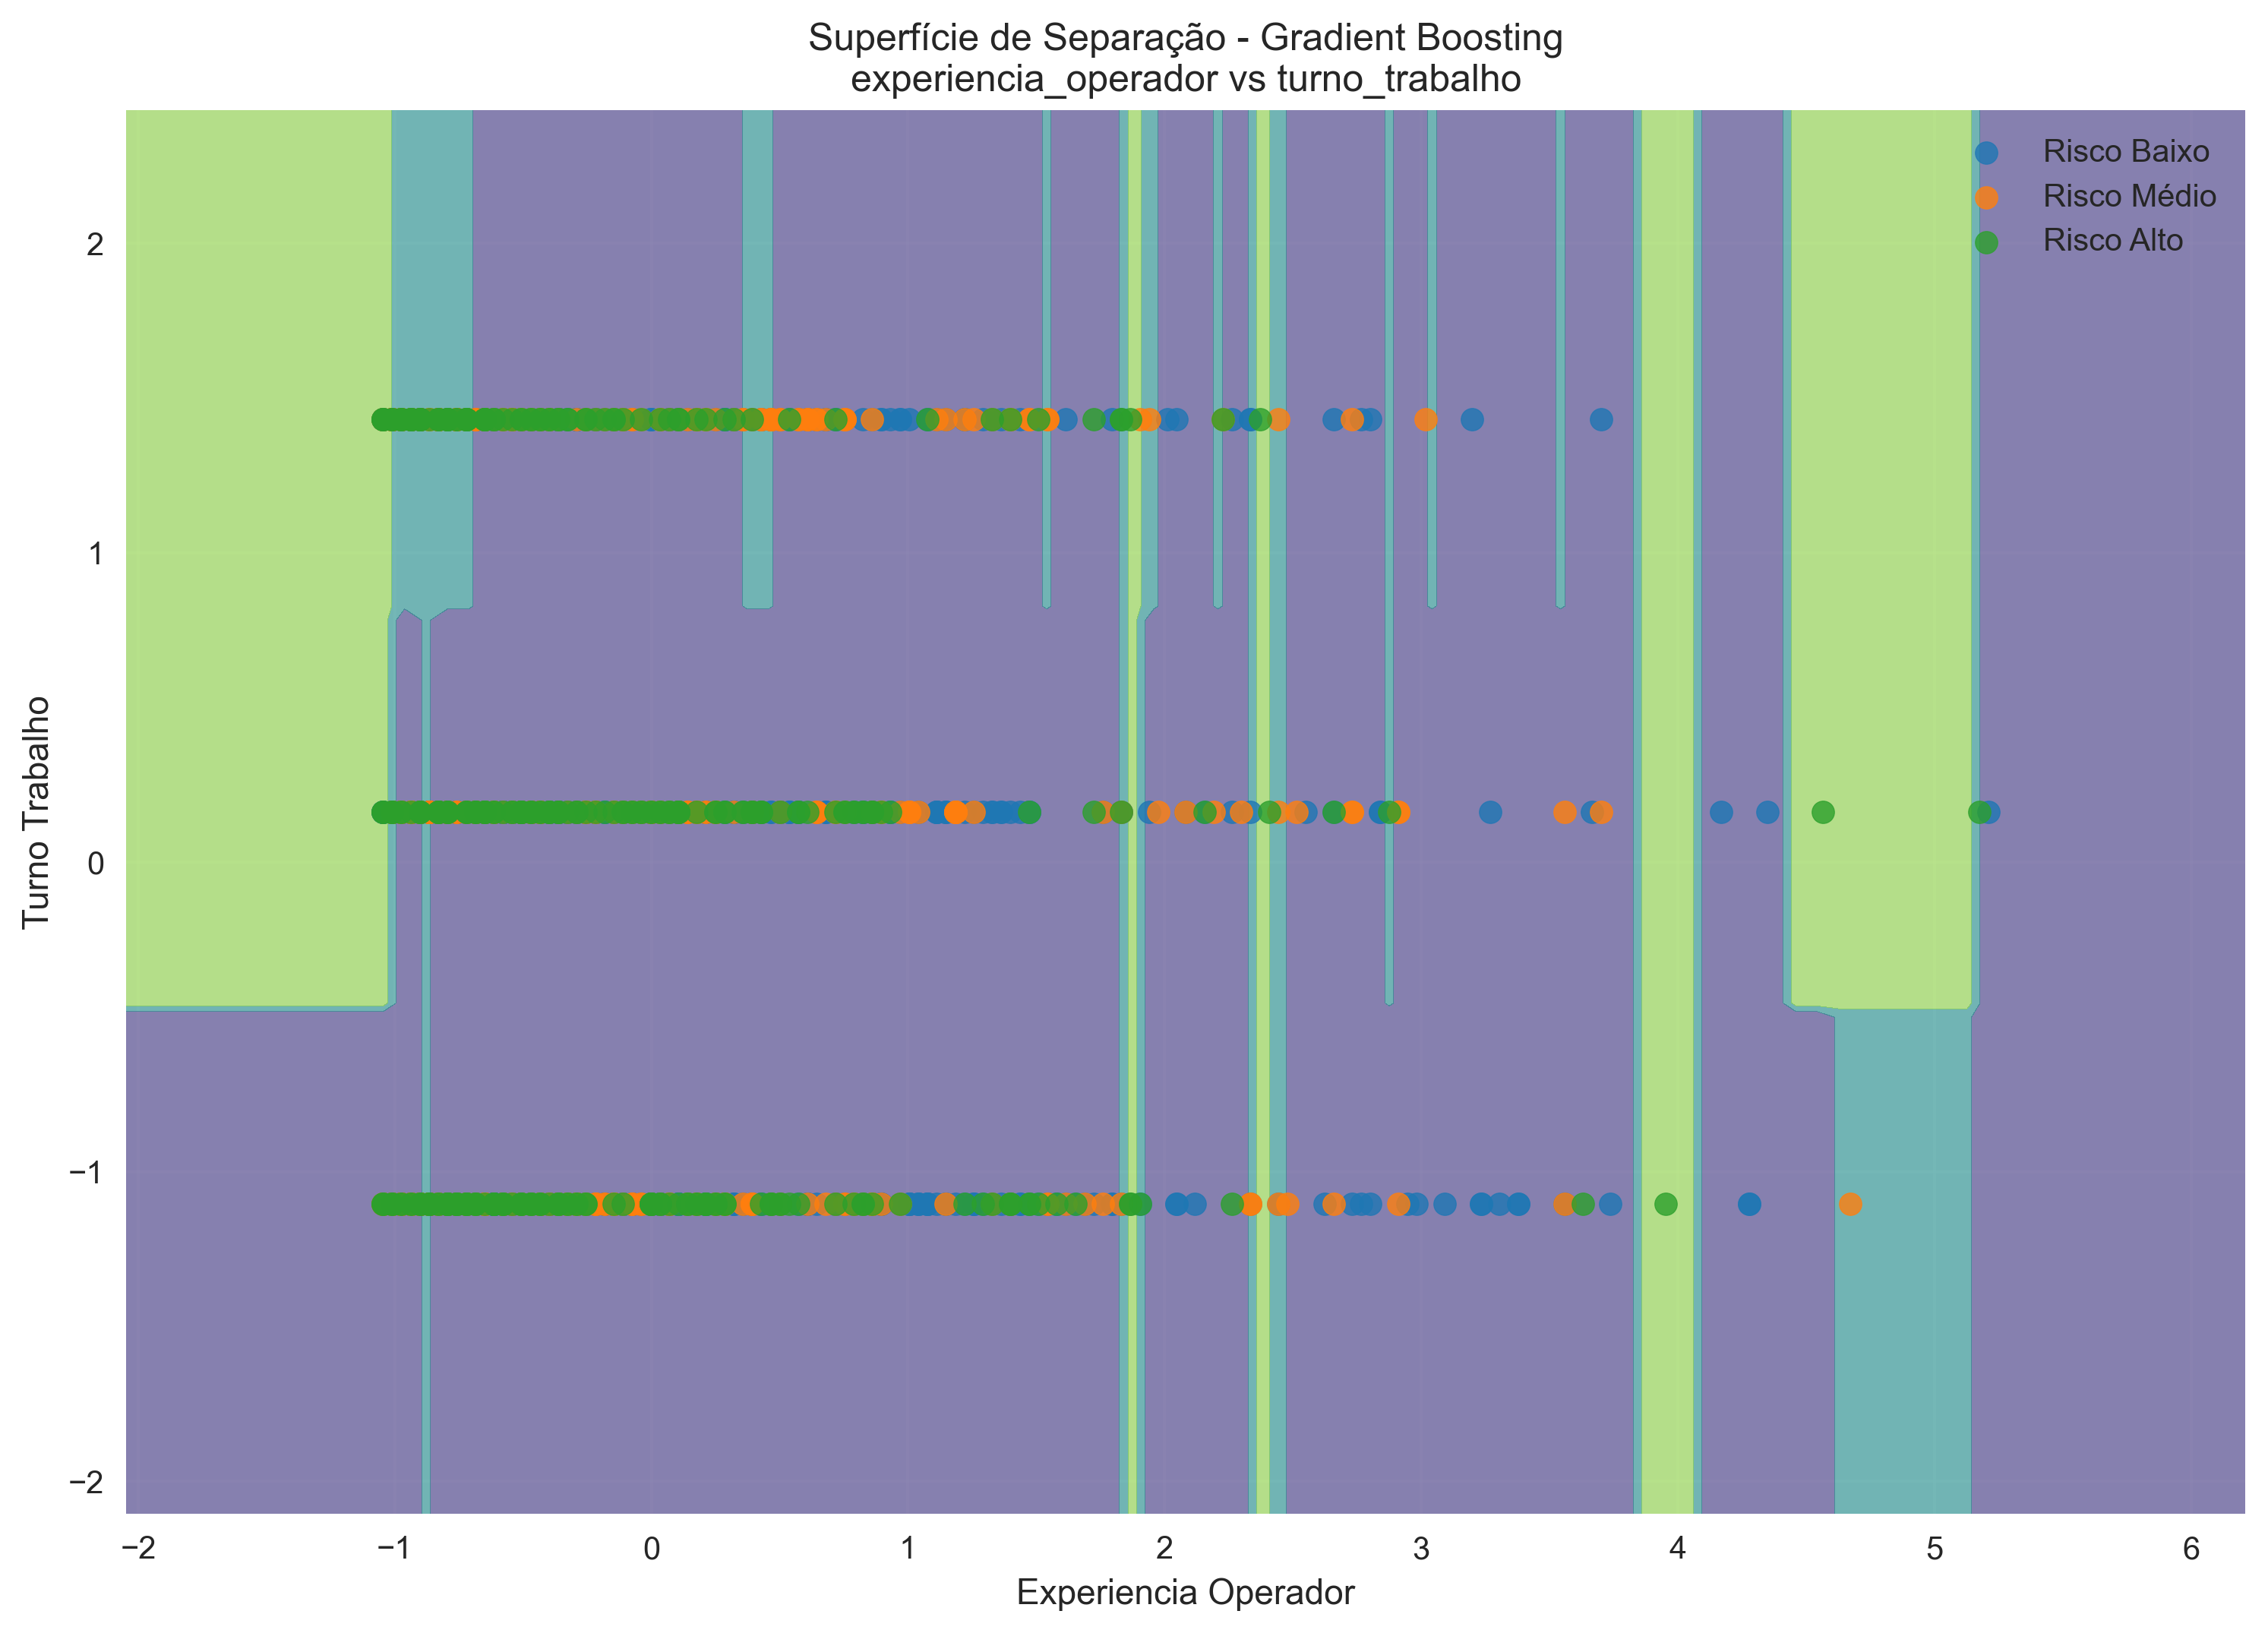 Superfície de Separação - Gradient Boosting
experiencia_operador vs turno_trabalho
Risco Baixo
Risco Médio
Risco Alto
Turno Trabalho
2
1
0
−1
−2
−2
−1
0
1
2
3
4
5
6
Experiencia Operador